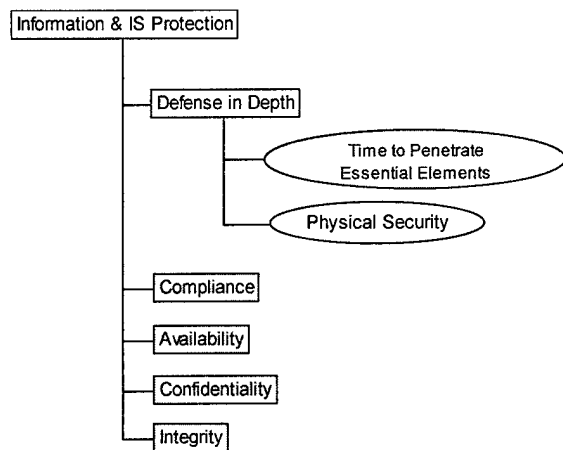 Information & IS Protection
Defense in Depth
Time to Penetrate
Essential Elements
Physical Security
Compliance
Availability
Confidentiality
Integrity